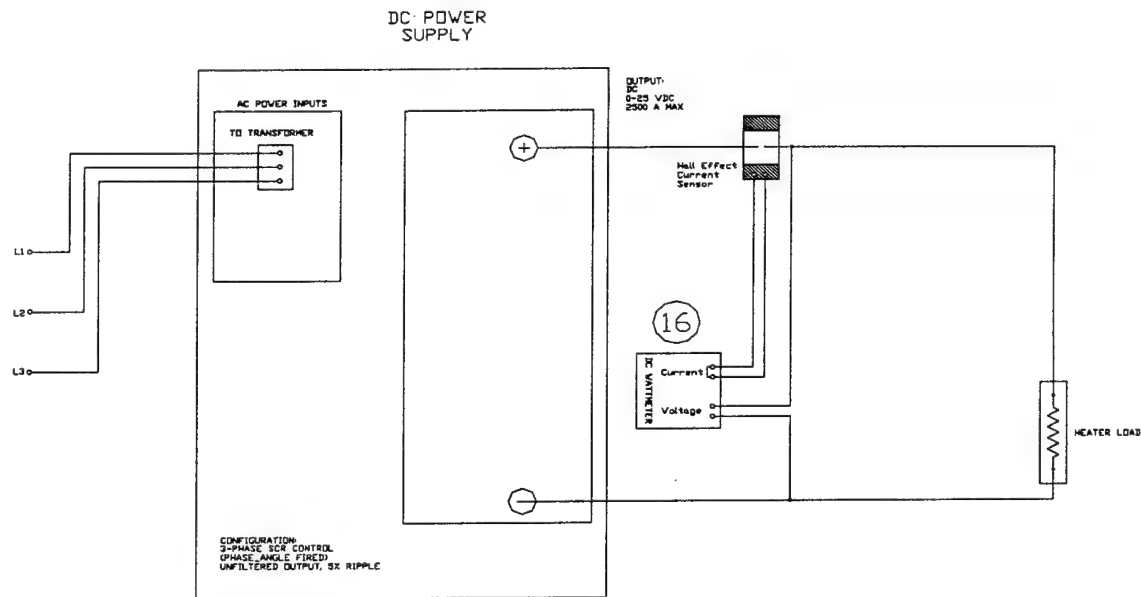 DC POWER
SUPPLY
AC POWER INPUTS
TO TRANSFORMER
L1
L2
L3
+
OUTPUT:
DC
0-25 VDC
2500 A MAX
Hall Effect
Current
Sensor
16
DC WATTMETER
Current
Voltage
HEATER LOAD
CONFIGURATION:
3-PHASE SCR CONTROL
(PHASE_ANGLE FIRED)
UNFILTERED OUTPUT, 5% RIPPLE